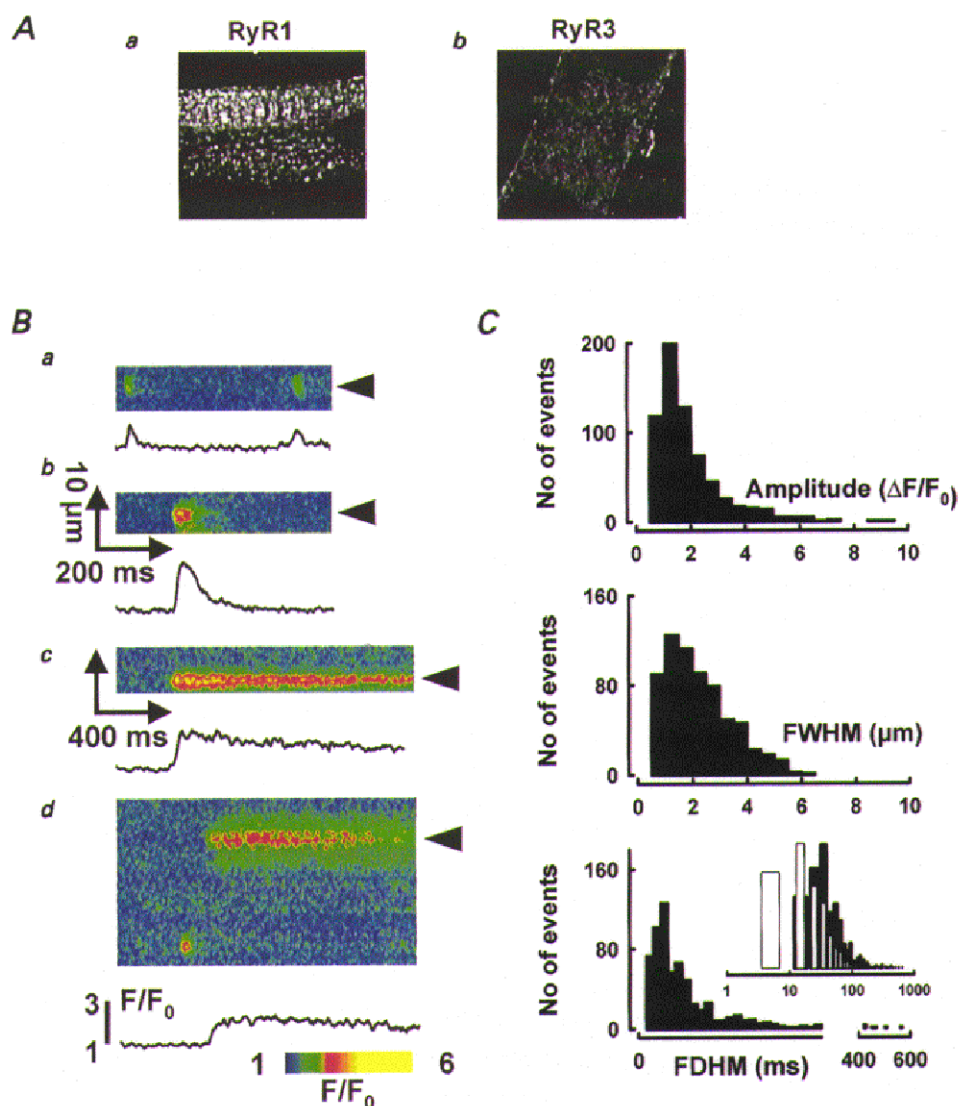 A
a
RyR1
b
RyR3
B
a
b
10 µm
200 ms
c
400 ms
d
3
F/F0
1
1
6
F/F0
C
No of events
200
100
0
Amplitude (ΔF/F0)
0 2 4 6 8 10
No of events
160
80
0
FWHM (µm)
0 2 4 6 8 10
No of events
160
80
0
1 10 100 1000
0
400 600
FDHM (ms)